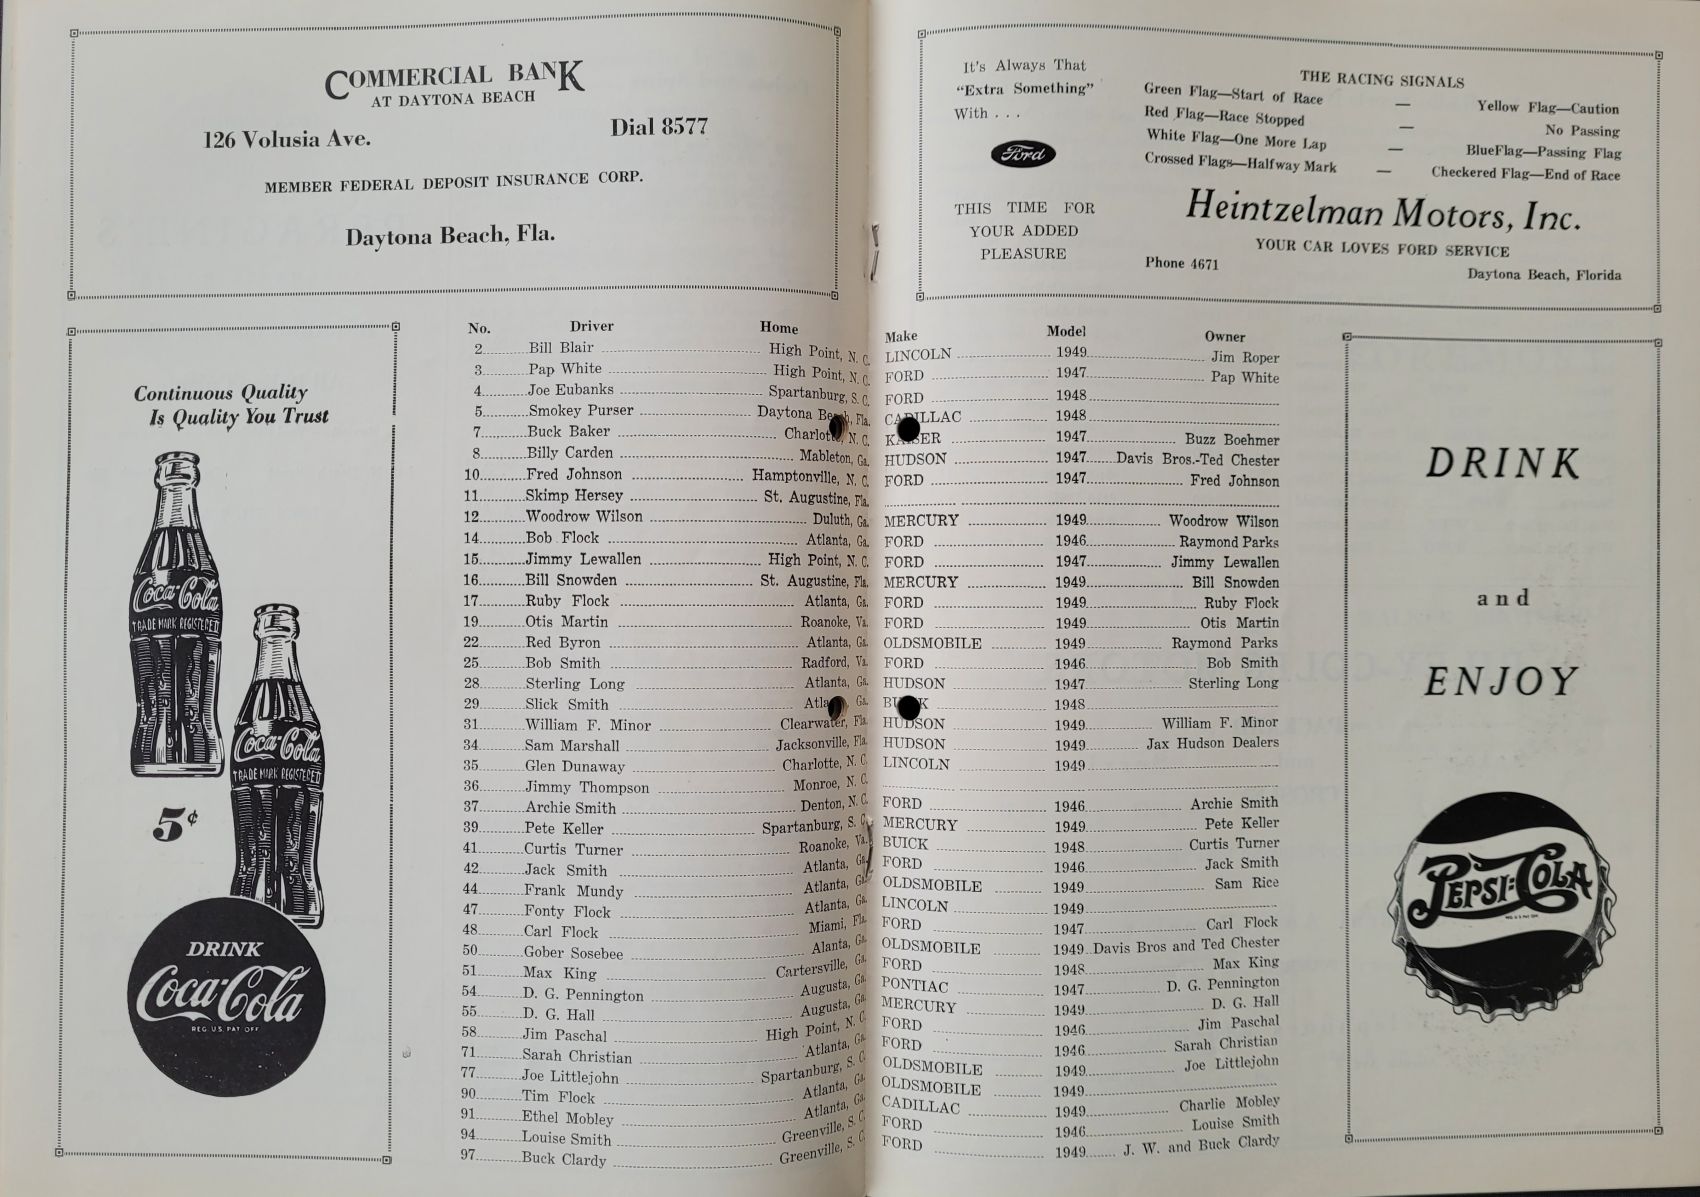 COMMERCIAL BANK
AT DAYTONA BEACH
126 Volusia Ave.
Dial 8577
MEMBER FEDERAL DEPOSIT INSURANCE CORP.
Daytona Beach, Fla.
Continuous Quality
Is Quality You Trust
Coca-Cola
TRADE MARK REGISTERED
Coca-Cola
TRADE MARK REGISTERED
5¢
DRINK
Coca-Cola
REG. U.S. PAT OFF
It's Always That
"Extra Something"
With . . .
Ford
THIS TIME FOR
YOUR ADDED
PLEASURE
THE RACING SIGNALS
Green Flag—Start of Race — Yellow Flag—Caution
Red Flag—Race Stopped — No Passing
White Flag—One More Lap — BlueFlag—Passing Flag
Crossed Flags—Halfway Mark — Checkered Flag—End of Race
Heintzelman Motors, Inc.
YOUR CAR LOVES FORD SERVICE
Phone 4671
Daytona Beach, Florida
No. Driver Home Make Model Owner
2 Bill Blair High Point, N. C. LINCOLN 1949 Jim Roper
3 Pap White High Point, N. C. FORD 1947 Pap White
4 Joe Eubanks Spartanburg, S. C. FORD 1948
5 Smokey Purser Daytona Beach, Fla. CADILLAC 1948
7 Buck Baker Charlotte, N. C. KAISER 1947 Buzz Boehmer
8 Billy Carden Mableton, Ga. HUDSON 1947 Davis Bros.-Ted Chester
10 Fred Johnson Hamptonville, N. C. FORD 1947 Fred Johnson
11 Skimp Hersey St. Augustine, Fla.
12 Woodrow Wilson Duluth, Ga. MERCURY 1949 Woodrow Wilson
14 Bob Flock Atlanta, Ga. FORD 1946 Raymond Parks
15 Jimmy Lewallen High Point, N. C. FORD 1947 Jimmy Lewallen
16 Bill Snowden St. Augustine, Fla. MERCURY 1949 Bill Snowden
17 Ruby Flock Atlanta, Ga. FORD 1949 Ruby Flock
19 Otis Martin Roanoke, Va. FORD 1949 Otis Martin
22 Red Byron Atlanta, Ga. OLDSMOBILE 1949 Raymond Parks
25 Bob Smith Radford, Va. FORD 1946 Bob Smith
28 Sterling Long Atlanta, Ga. HUDSON 1947 Sterling Long
29 Slick Smith Atlanta, Ga. BUICK 1948
31 William F. Minor Clearwater, Fla. HUDSON 1949 William F. Minor
34 Sam Marshall Jacksonville, Fla. HUDSON 1949 Jax Hudson Dealers
35 Glen Dunaway Charlotte, N. C. LINCOLN 1949
36 Jimmy Thompson Monroe, N. C.
37 Archie Smith Denton, N. C. FORD 1946 Archie Smith
39 Pete Keller Spartanburg, S. C. MERCURY 1949 Pete Keller
41 Curtis Turner Roanoke, Va. BUICK 1948 Curtis Turner
42 Jack Smith Atlanta, Ga. FORD 1946 Jack Smith
44 Frank Mundy Atlanta, Ga. OLDSMOBILE 1949 Sam Rice
47 Fonty Flock Atlanta, Ga. LINCOLN 1949
48 Carl Flock Miami, Fla. FORD 1947 Carl Flock
50 Gober Sosebee Alanta, Ga. OLDSMOBILE 1949 Davis Bros and Ted Chester
51 Max King Cartersville, Ga. FORD 1948 Max King
54 D. G. Pennington Augusta, Ga. PONTIAC 1947 D. G. Pennington
55 D. G. Hall Augusta, Ga. MERCURY 1949 D. G. Hall
58 Jim Paschal High Point, N. C. FORD 1946 Jim Paschal
71 Sarah Christian Atlanta, Ga. FORD 1946 Sarah Christian
77 Joe Littlejohn Spartanburg, S. C. OLDSMOBILE 1949 Joe Littlejohn
90 Tim Flock Atlanta, Ga. OLDSMOBILE 1949
91 Ethel Mobley Atlanta, Ga. CADILLAC 1949 Charlie Mobley
94 Louise Smith Greenville, S. C. FORD 1946 Louise Smith
97 Buck Clardy Greenville, S. C. FORD 1949 J. W. and Buck Clardy
DRINK
and
ENJOY
PEPSI:COLA